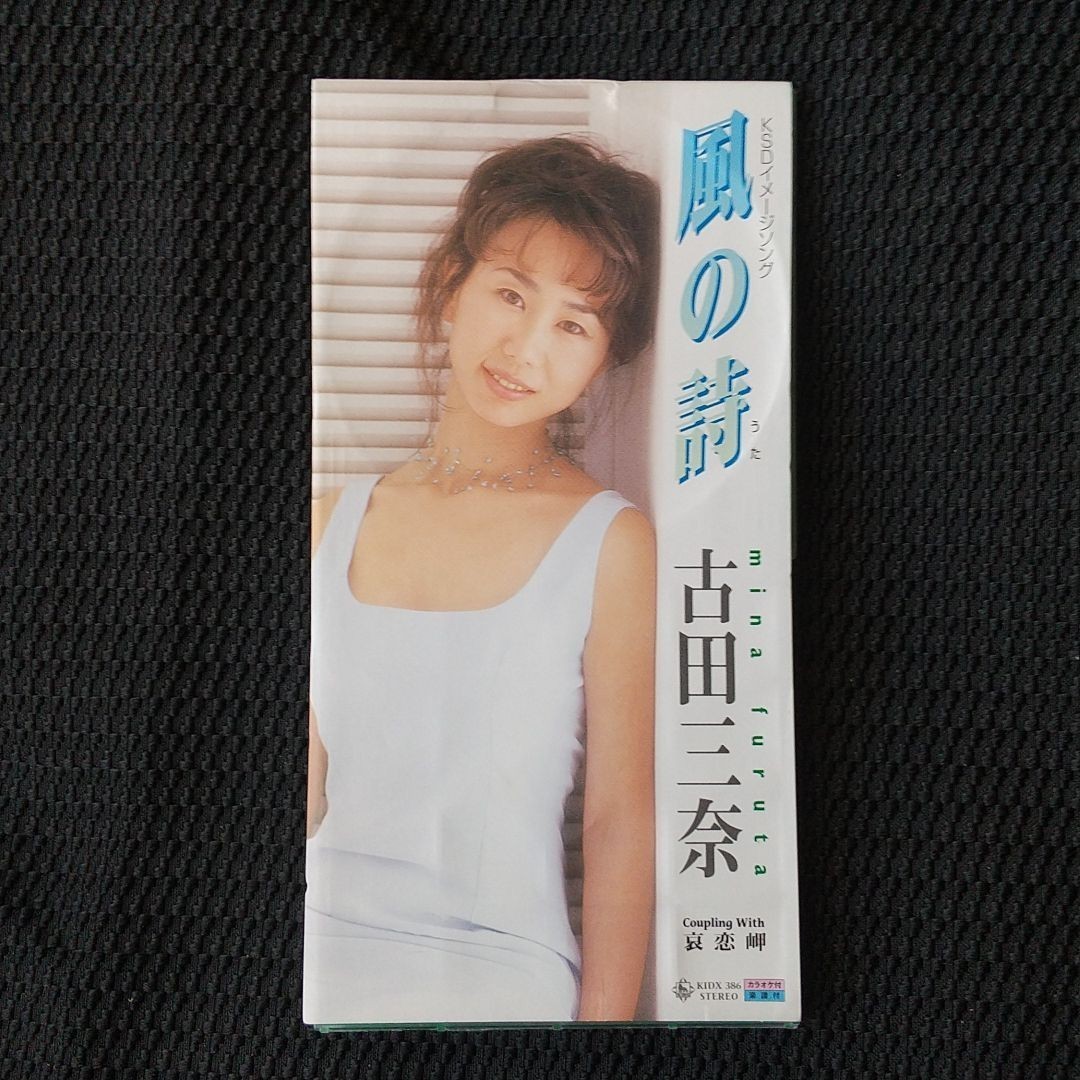 KSDイメージソング
風の詩
うた
古田三奈
mina furuta
Coupling With
哀恋岬
KIDX 386
STEREO
カラオケ付
楽譜付